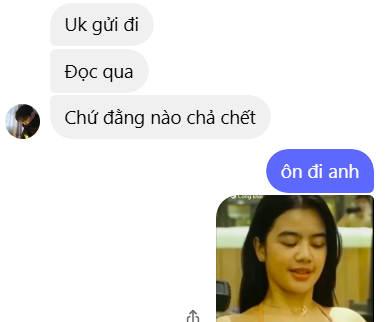 Uk gửi đi
Đọc qua
Chứ đằng nào chả chết
ôn đi anh